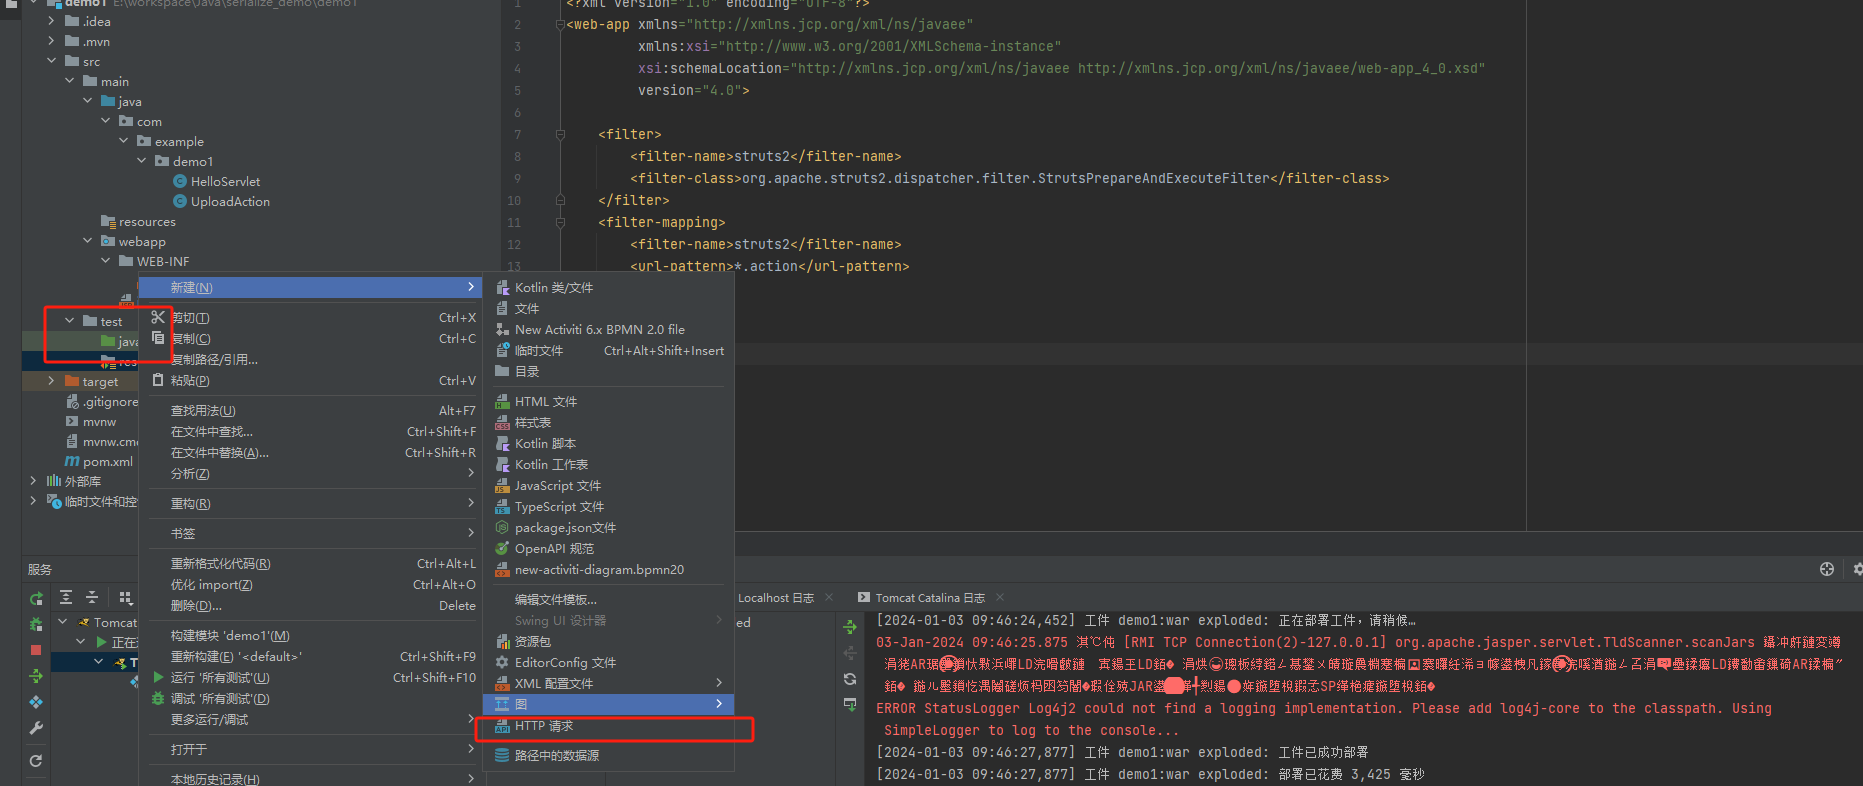 demo1 E:\workspace\Java\serialize_demo\demo1
.idea
.mvn
src
main
java
com
example
demo1
HelloServlet
UploadAction
resources
webapp
WEB-INF
test
java
res
target
.gitignore
mvnw
mvnw.cm
pom.xml
外部库
临时文件和控
1 <?xml version="1.0" encoding="UTF-8"?>
2 <web-app xmlns="http://xmlns.jcp.org/xml/ns/javaee"
3 xmlns:xsi="http://www.w3.org/2001/XMLSchema-instance"
4 xsi:schemaLocation="http://xmlns.jcp.org/xml/ns/javaee http://xmlns.jcp.org/xml/ns/javaee/web-app_4_0.xsd"
5 version="4.0">
6
7 <filter>
8 <filter-name>struts2</filter-name>
9 <filter-class>org.apache.struts2.dispatcher.filter.StrutsPrepareAndExecuteFilter</filter-class>
10 </filter>
11 <filter-mapping>
12 <filter-name>struts2</filter-name>
13 <url-pattern>*.action</url-pattern>
新建(N)
剪切(T) Ctrl+X
复制(C) Ctrl+C
复制路径/引用...
粘贴(P) Ctrl+V
查找用法(U) Alt+F7
在文件中查找... Ctrl+Shift+F
在文件中替换(A)... Ctrl+Shift+R
分析(Z)
重构(R)
书签
重新格式化代码(R) Ctrl+Alt+L
优化 import(Z) Ctrl+Alt+O
删除(D)... Delete
构建模块 'demo1'(M)
重新构建(E) '<default>' Ctrl+Shift+F9
运行 '所有测试'(U) Ctrl+Shift+F10
调试 '所有测试'(D)
更多运行/调试
打开于
本地历史记录(H)
Kotlin 类/文件
文件
New Activiti 6.x BPMN 2.0 file
临时文件 Ctrl+Alt+Shift+Insert
目录
HTML 文件
样式表
Kotlin 脚本
Kotlin 工作表
JavaScript 文件
TypeScript 文件
package.json文件
OpenAPI 规范
new-activiti-diagram.bpmn20
编辑文件模板...
Swing UI 设计器
资源包
EditorConfig 文件
XML 配置文件
图
HTTP 请求
路径中的数据源
服务
Tomcat
正在
T
Localhost 日志
Tomcat Catalina 日志
ed
[2024-01-03 09:46:24,452] 工件 demo1:war exploded: 正在部署工件，请稍候…
03-Jan-2024 09:46:25.875 [RMI TCP Connection(2)-127.0.0.1] org.apache.jasper.servlet.TldScanner.scanJars
ERROR StatusLogger Log4j2 could not find a logging implementation. Please add log4j-core to the classpath. Using
SimpleLogger to log to the console...
[2024-01-03 09:46:27,877] 工件 demo1:war exploded: 工件已成功部署
[2024-01-03 09:46:27,877] 工件 demo1:war exploded: 部署已花费 3,425 毫秒